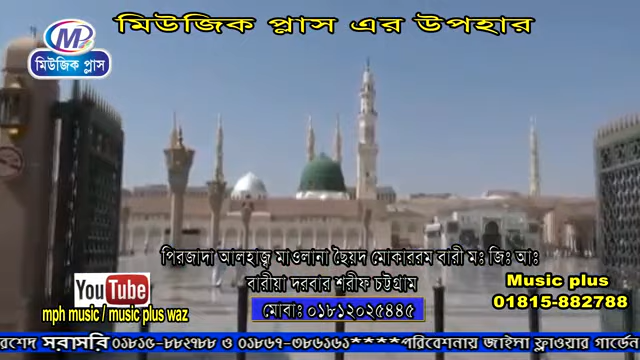 মিউজিক প্লাস এর উপহার
মিউজিক প্লাস
পিরজাদা আলহাজ্ব মাওলানা ছৈয়দ মোকাররম বারী মঃ জিঃ আঃ
বারীয়া দরবার শরীফ চট্টগ্রাম
মোবাঃ ০১৮১২০২৫৪৪৫
YouTube
mph music / music plus waz
Music plus
01815-882788
রশেদ সরাসরি ০১৮১৫-৮৮২৭৮৮ ও ০১৮৬৭-৩৮৬১৬১****পরিবেশনায় জাইসা ফ্লাওয়ার গার্ডেন